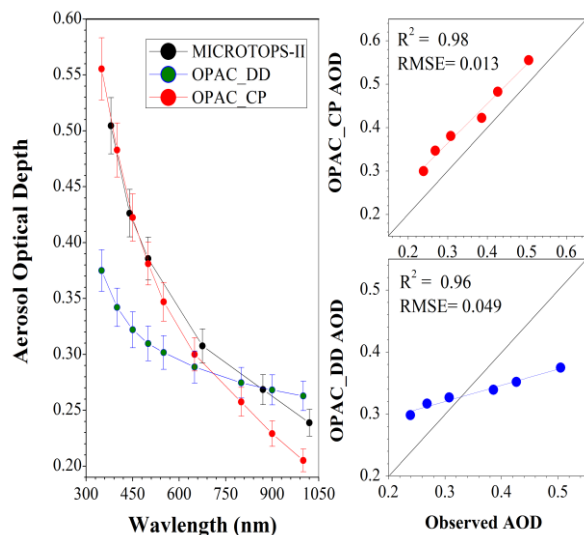 MICROTOPS-II
OPAC_DD
OPAC_CP
Aerosol Optical Depth
0.60
0.55
0.50
0.45
0.40
0.35
0.30
0.25
0.20
300 450 600 750 900 1050
Wavlength (nm)
R² = 0.98
RMSE= 0.013
OPAC_CP AOD
0.6
0.5
0.4
0.3
0.2
0.2 0.3 0.4 0.5 0.6
R² = 0.96
RMSE= 0.049
OPAC_DD AOD
0.5
0.4
0.3
0.2
0.2 0.3 0.4 0.5
Observed AOD